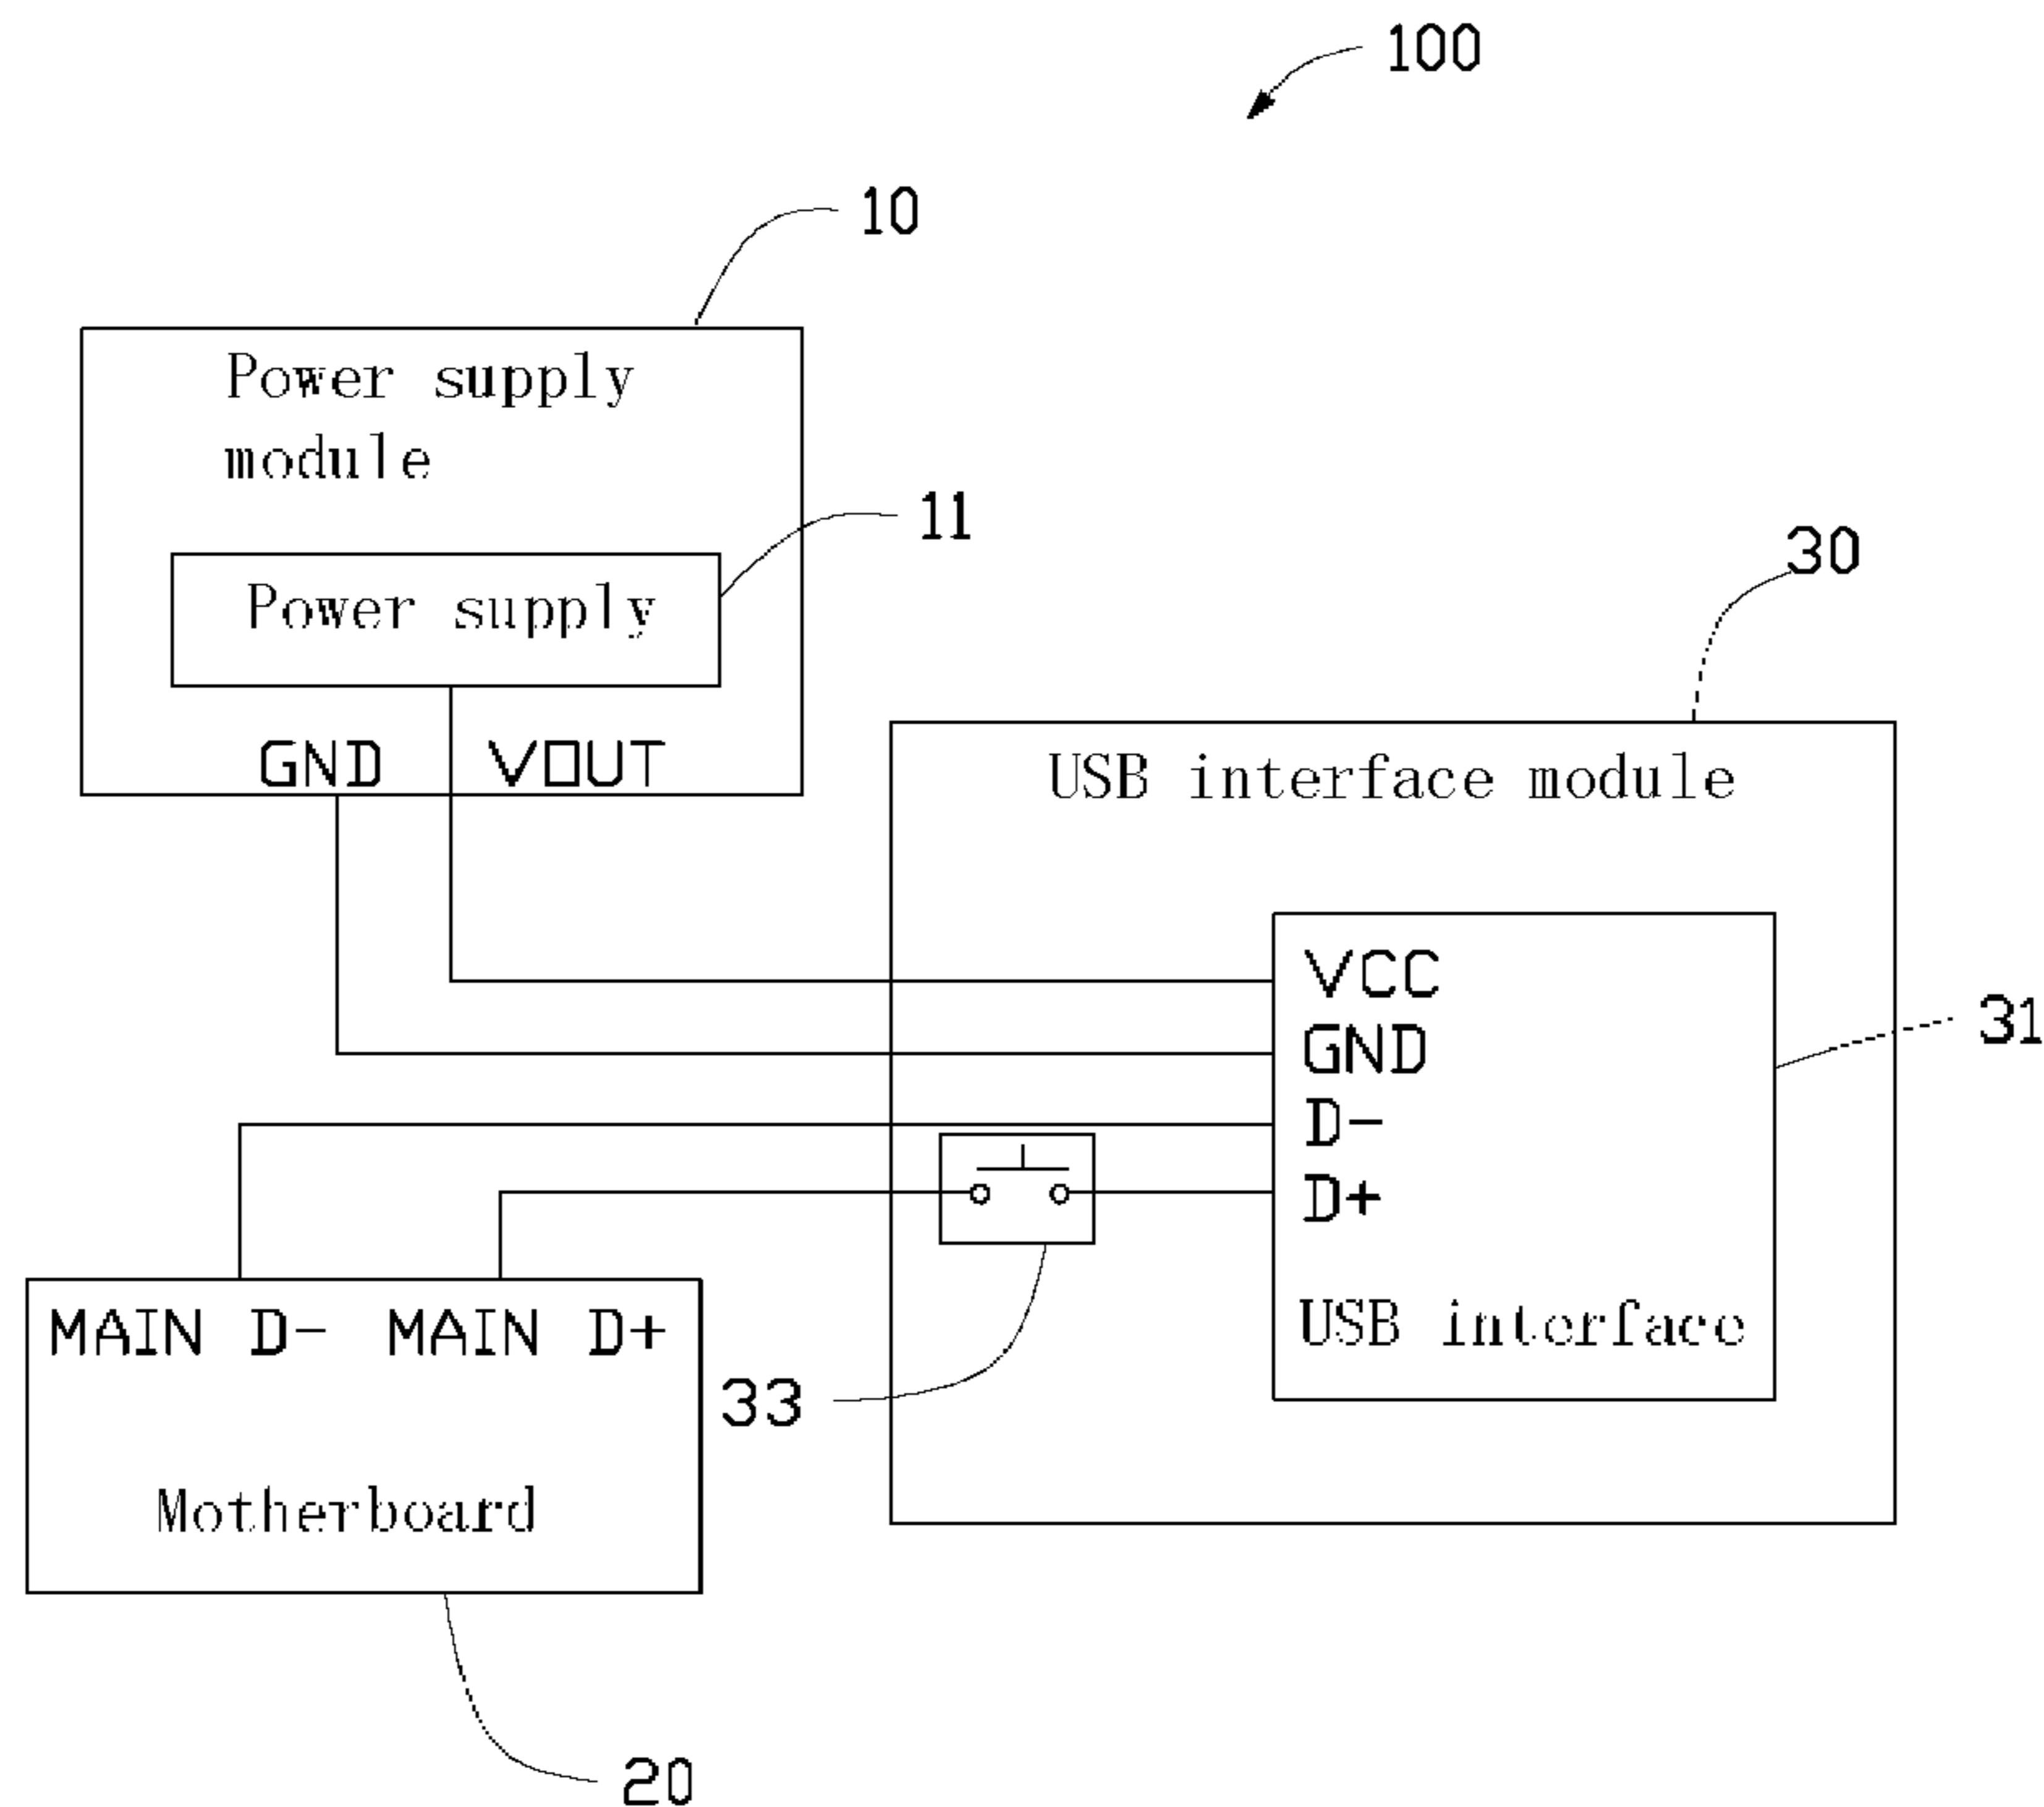 100
10
Power supply
module
11
Power supply
30
GND VOUT
USB interface module
VCC
31
GND
D-
D+
MAIN D- MAIN D+
USB interface
33
Motherboard
20